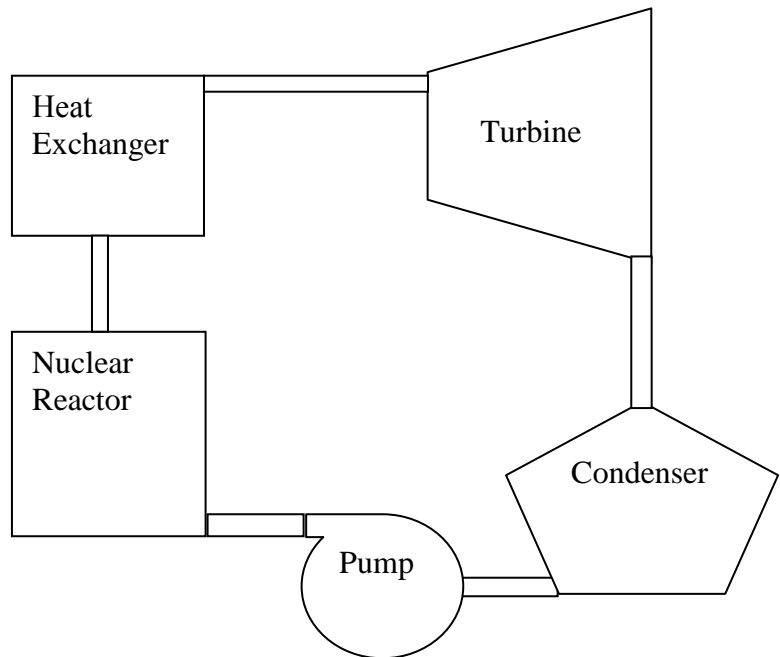 Heat
Exchanger
Turbine
Nuclear
Reactor
Condenser
Pump